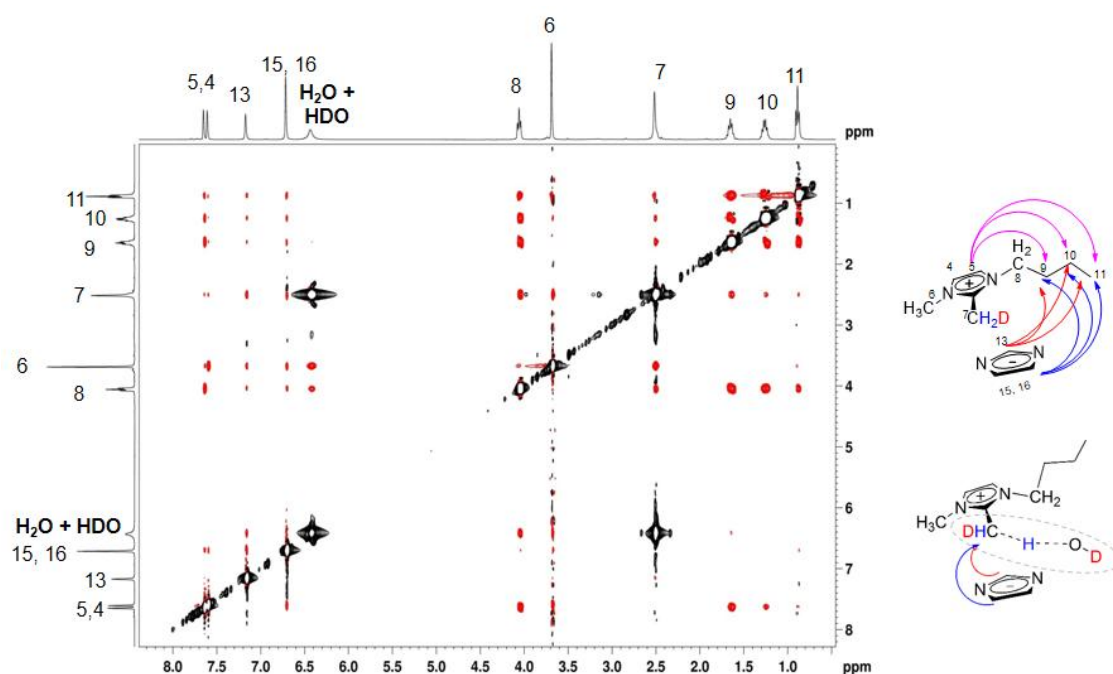 6
15, 16
5,4
13
H₂O +
HDO
8
7
9
10
11
ppm
11
10
9
7
6
8
H₂O + HDO
15, 16
13
5,4
1
2
3
4
5
6
7
8
8.0 7.5 7.0 6.5 6.0 5.5 5.0 4.5 4.0 3.5 3.0 2.5 2.0 1.5 1.0 ppm
CH₂
4
5
9
10
11
8
N
+
N
6
H₃C
7
CH₂D
13
N
N
-
15, 16
N
+
N
CH₂
H₃C
DHC
H
O
D
N
N
-